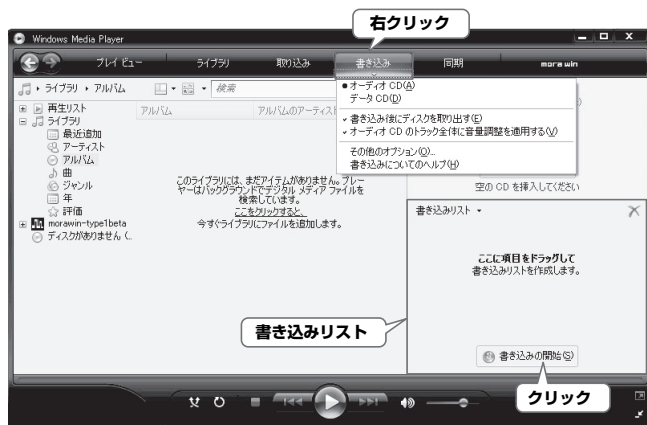 右クリック
Windows Media Player
プレイ ビュー
ライブラリ
取り込み
書き込み
同期
mora win
ライブラリ ▸ アルバム
検索
●オーディオ CD(A)
データ CD(D)
✓書き込み後にディスクを取り出す(E)
✓オーディオ CD のトラック全体に音量調整を適用する(V)
その他のオプション(O)...
書き込みについてのヘルプ(H)
再生リスト
ライブラリ
最近追加
アーティスト
アルバム
曲
ジャンル
年
評価
morawin-type1beta
ディスクがありません (..
アルバム
アルバムのアーティスト
このライブラリには、まだアイテムがありません。プレー
ヤーはバックグラウンドでデジタル メディア ファイルを
検索しています。
ここをクリックすると、
今すぐライブラリにファイルを追加します。
空の CD を挿入してください
書き込みリスト
ここに項目をドラッグして
書き込みリストを作成します。
書き込みリスト
書き込みの開始(S)
クリック